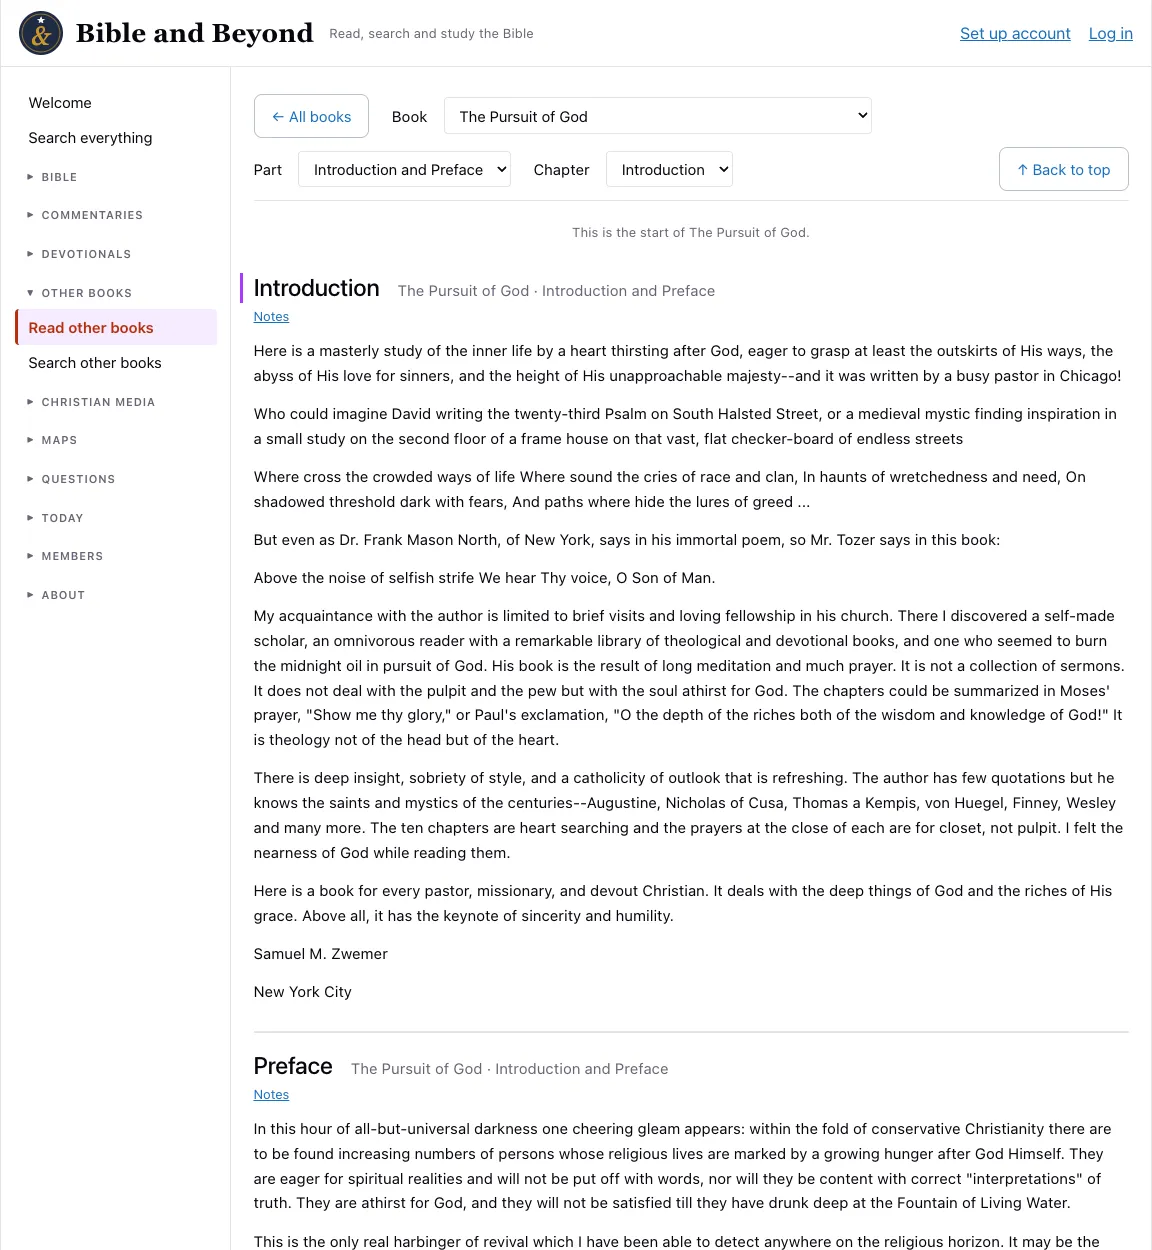 &
Bible and Beyond
Read, search and study the Bible
Set up account
Log in
Welcome
Search everything
BIBLE
COMMENTARIES
DEVOTIONALS
OTHER BOOKS
Read other books
Search other books
CHRISTIAN MEDIA
MAPS
QUESTIONS
TODAY
MEMBERS
ABOUT
← All books
Book
The Pursuit of God
Part
Introduction and Preface
Chapter
Introduction
↑ Back to top
This is the start of The Pursuit of God.
Introduction The Pursuit of God · Introduction and Preface
Notes
Here is a masterly study of the inner life by a heart thirsting after God, eager to grasp at least the outskirts of His ways, the
abyss of His love for sinners, and the height of His unapproachable majesty--and it was written by a busy pastor in Chicago!
Who could imagine David writing the twenty-third Psalm on South Halsted Street, or a medieval mystic finding inspiration in
a small study on the second floor of a frame house on that vast, flat checker-board of endless streets
Where cross the crowded ways of life Where sound the cries of race and clan, In haunts of wretchedness and need, On
shadowed threshold dark with fears, And paths where hide the lures of greed ...
But even as Dr. Frank Mason North, of New York, says in his immortal poem, so Mr. Tozer says in this book:
Above the noise of selfish strife We hear Thy voice, O Son of Man.
My acquaintance with the author is limited to brief visits and loving fellowship in his church. There I discovered a self-made
scholar, an omnivorous reader with a remarkable library of theological and devotional books, and one who seemed to burn
the midnight oil in pursuit of God. His book is the result of long meditation and much prayer. It is not a collection of sermons.
It does not deal with the pulpit and the pew but with the soul athirst for God. The chapters could be summarized in Moses'
prayer, "Show me thy glory," or Paul's exclamation, "O the depth of the riches both of the wisdom and knowledge of God!" It
is theology not of the head but of the heart.
There is deep insight, sobriety of style, and a catholicity of outlook that is refreshing. The author has few quotations but he
knows the saints and mystics of the centuries--Augustine, Nicholas of Cusa, Thomas a Kempis, von Huegel, Finney, Wesley
and many more. The ten chapters are heart searching and the prayers at the close of each are for closet, not pulpit. I felt the
nearness of God while reading them.
Here is a book for every pastor, missionary, and devout Christian. It deals with the deep things of God and the riches of His
grace. Above all, it has the keynote of sincerity and humility.
Samuel M. Zwemer
New York City
Preface The Pursuit of God · Introduction and Preface
Notes
In this hour of all-but-universal darkness one cheering gleam appears: within the fold of conservative Christianity there are
to be found increasing numbers of persons whose religious lives are marked by a growing hunger after God Himself. They
are eager for spiritual realities and will not be put off with words, nor will they be content with correct "interpretations" of
truth. They are athirst for God, and they will not be satisfied till they have drunk deep at the Fountain of Living Water.
This is the only real harbinger of revival which I have been able to detect anywhere on the religious horizon. It may be the